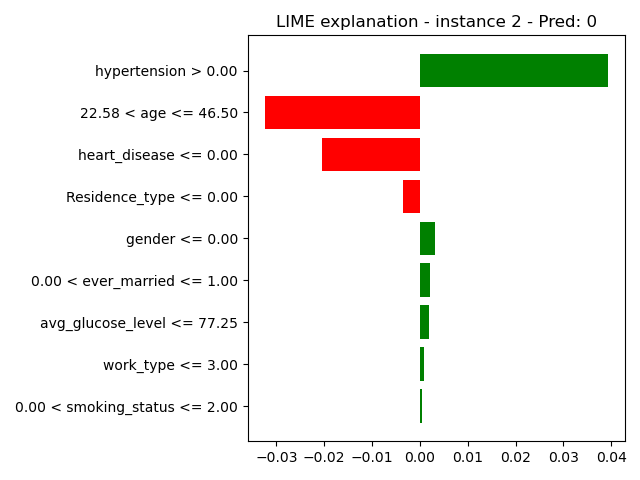 LIME explanation - instance 2 - Pred: 0
hypertension > 0.00
22.58 < age <= 46.50
heart_disease <= 0.00
Residence_type <= 0.00
gender <= 0.00
0.00 < ever_married <= 1.00
avg_glucose_level <= 77.25
work_type <= 3.00
0.00 < smoking_status <= 2.00
−0.03 −0.02 −0.01 0.00 0.01 0.02 0.03 0.04